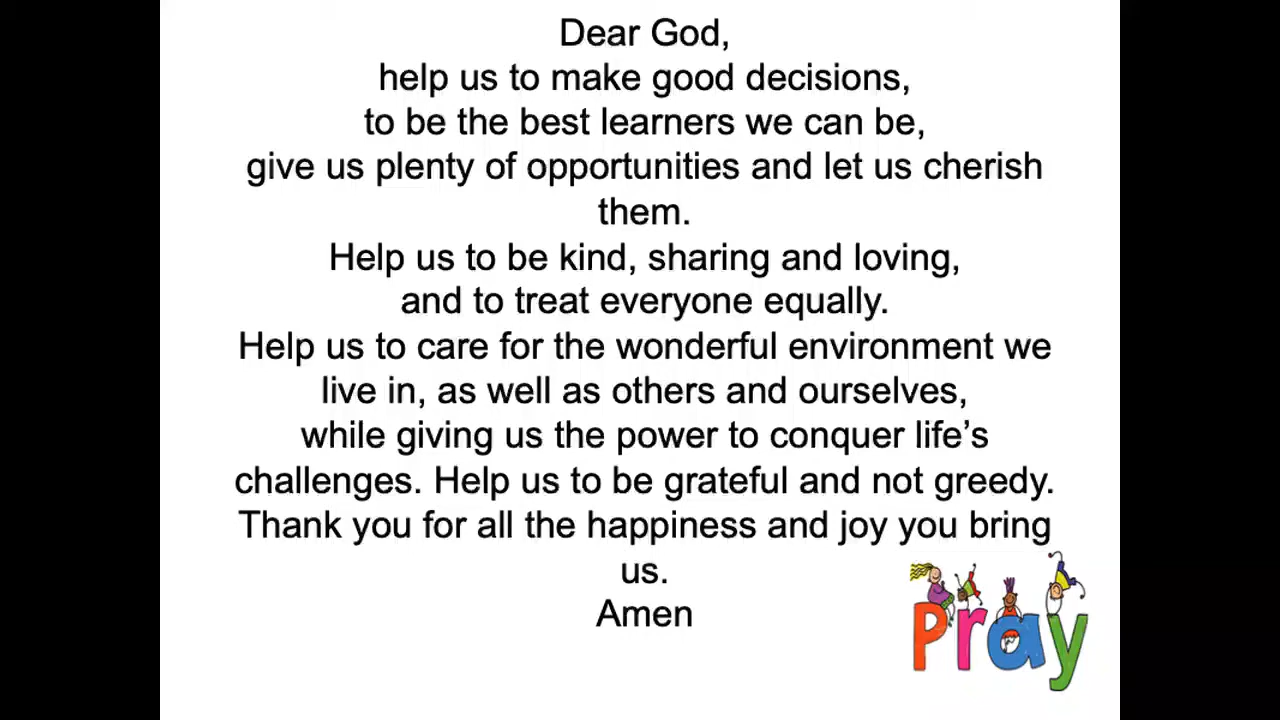 Dear God,
help us to make good decisions,
to be the best learners we can be,
give us plenty of opportunities and let us cherish
them.
Help us to be kind, sharing and loving,
and to treat everyone equally.
Help us to care for the wonderful environment we
live in, as well as others and ourselves,
while giving us the power to conquer life’s
challenges. Help us to be grateful and not greedy.
Thank you for all the happiness and joy you bring
us.
Amen
Pray